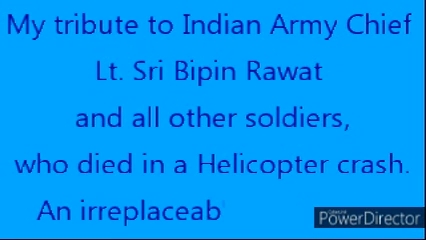 My tribute to Indian Army Chief
Lt. Sri Bipin Rawat
and all other soldiers,
who died in a Helicopter crash.
An irreplaceab
PowerDirector